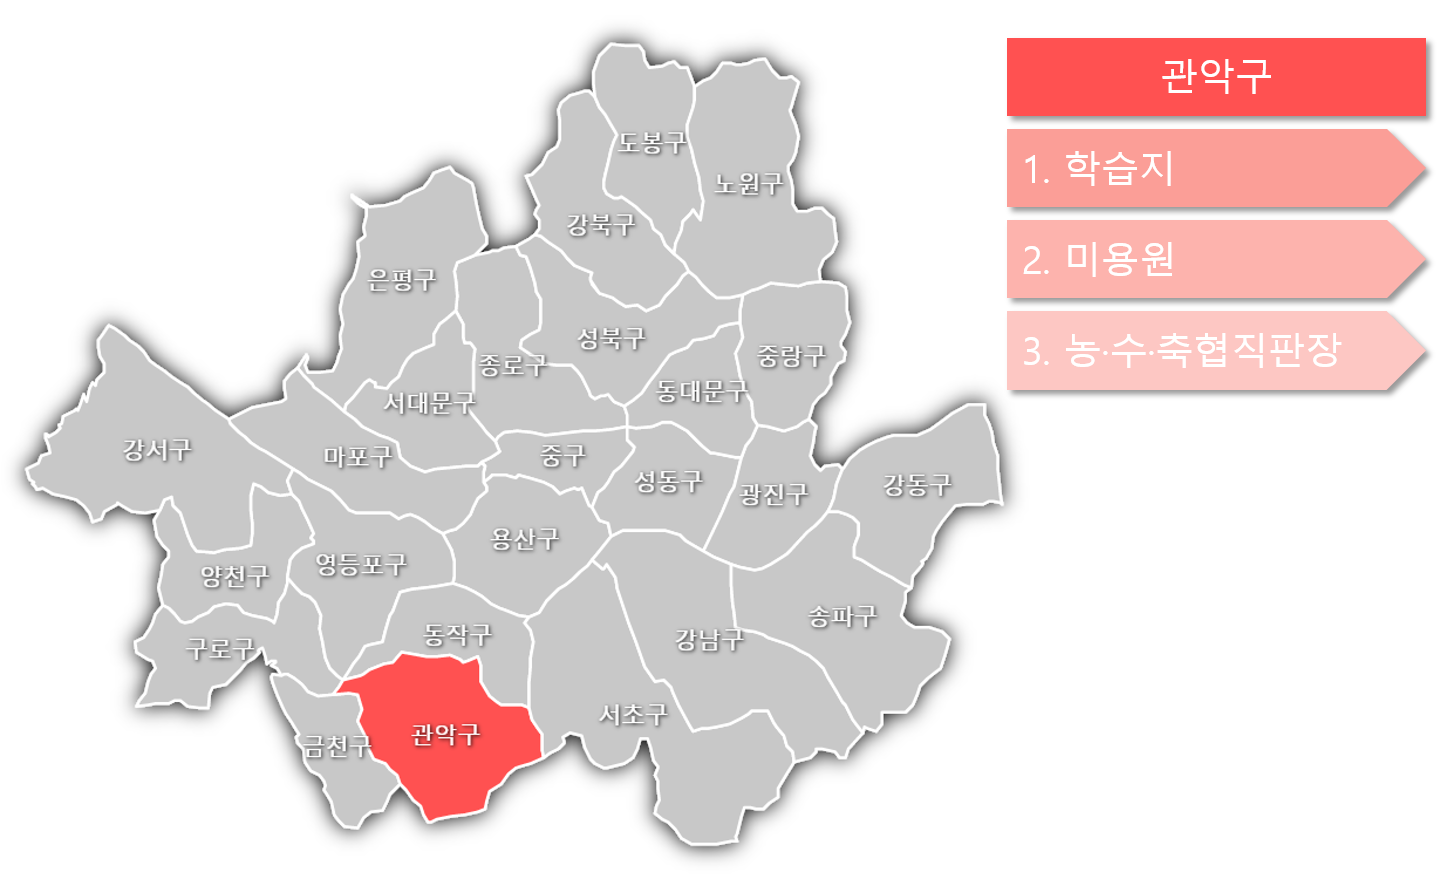 도봉구
노원구
강북구
은평구
성북구
중랑구
종로구
동대문구
서대문구
강서구
마포구
중구
성동구
광진구
강동구
용산구
영등포구
양천구
송파구
동작구
강남구
구로구
서초구
관악구
금천구
관악구
1. 학습지
2. 미용원
3. 농·수·축협직판장